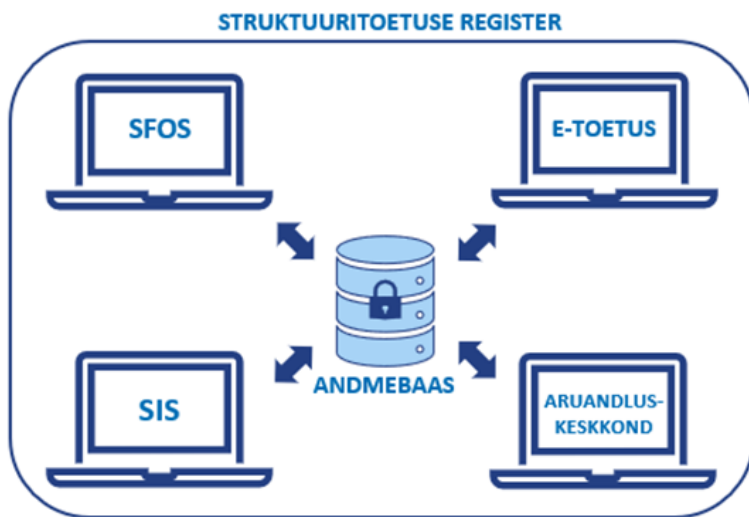 STRUKTUURITOETUSE REGISTER
SFOS
E-TOETUS
ANDMEBAAS
SIS
ARUANDLUS-
KESKKOND